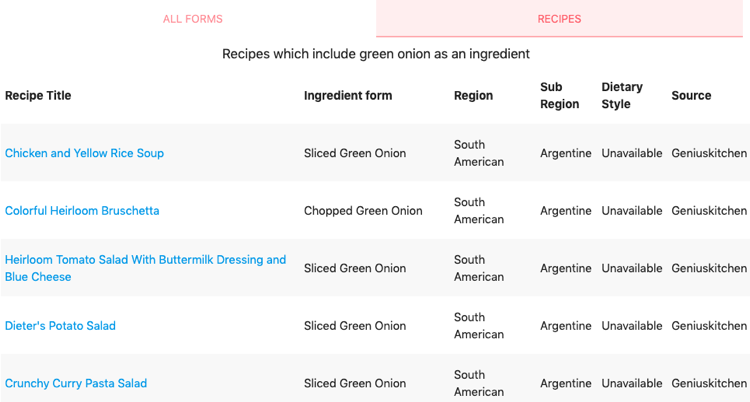 ALL FORMS RECIPES
Recipes which include green onion as an ingredient
Recipe Title Ingredient form Region Sub Region Dietary Style Source
Chicken and Yellow Rice Soup Sliced Green Onion South American Argentine Unavailable Geniuskitchen
Colorful Heirloom Bruschetta Chopped Green Onion South American Argentine Unavailable Geniuskitchen
Heirloom Tomato Salad With Buttermilk Dressing and Blue Cheese Sliced Green Onion South American Argentine Unavailable Geniuskitchen
Dieter's Potato Salad Sliced Green Onion South American Argentine Unavailable Geniuskitchen
Crunchy Curry Pasta Salad Sliced Green Onion South American Argentine Unavailable Geniuskitchen